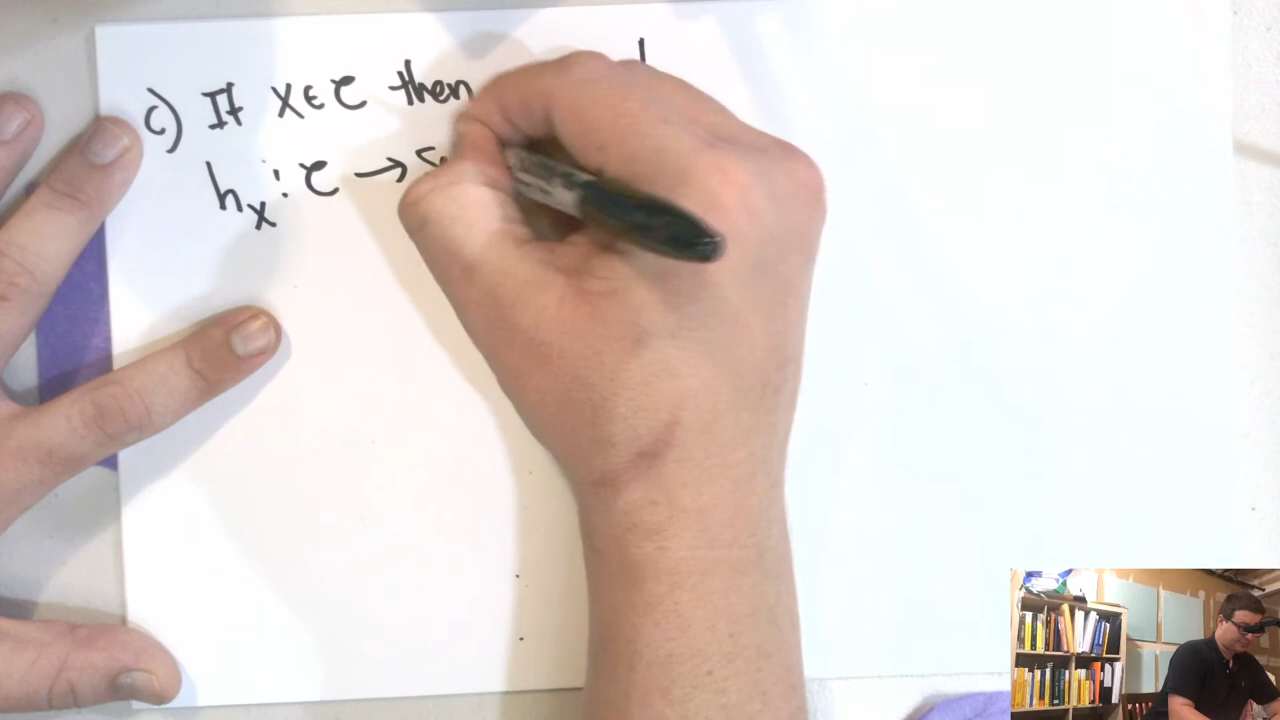 c) If X ∈ C then
h_X : C → S